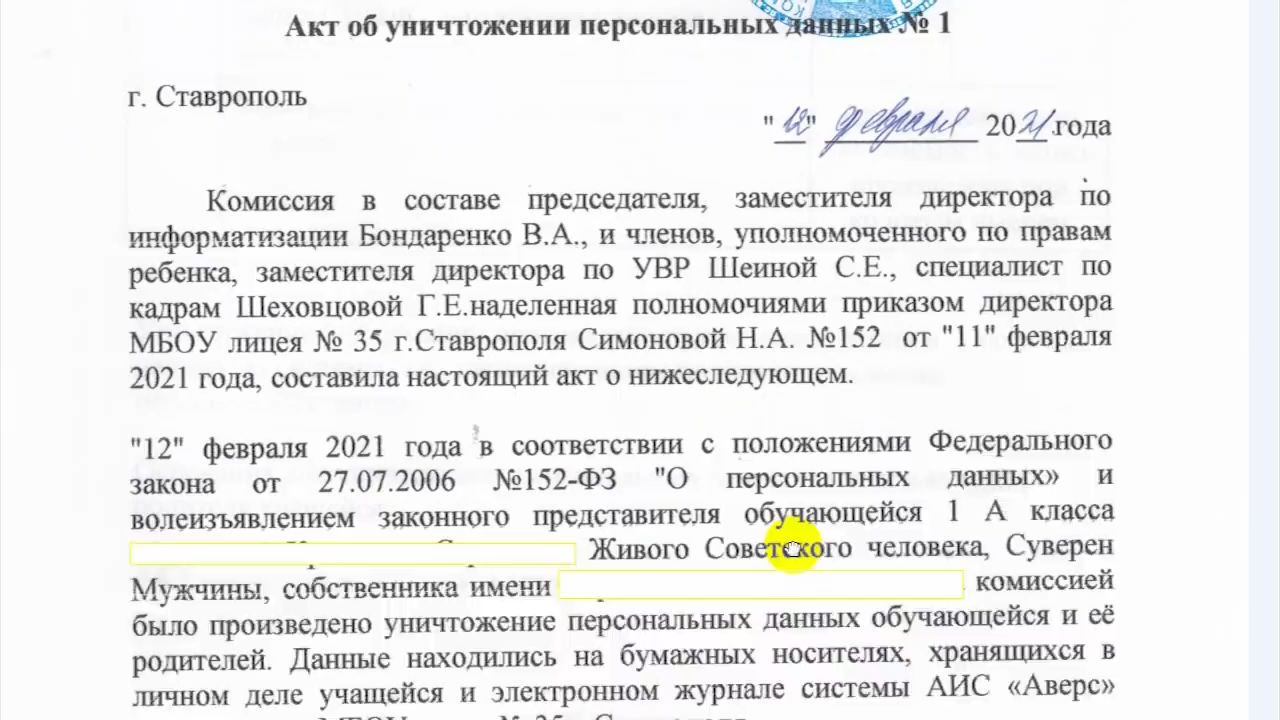 Акт об уничтожении персональных данных № 1
г. Ставрополь
"12" февраля 2021 года
Комиссия в составе председателя, заместителя директора по
информатизации Бондаренко В.А., и членов, уполномоченного по правам
ребенка, заместителя директора по УВР Шеиной С.Е., специалист по
кадрам Шеховцовой Г.Е.наделенная полномочиями приказом директора
МБОУ лицея № 35 г.Ставрополя Симоновой Н.А. №152 от "11" февраля
2021 года, составила настоящий акт о нижеследующем.
"12" февраля 2021 года в соответствии с положениями Федерального
закона от 27.07.2006 №152-ФЗ "О персональных данных» и
волеизъявлением законного представителя обучающейся 1 А класса
Живого Советского человека, Суверен
Мужчины, собственника имени комиссией
было произведено уничтожение персональных данных обучающейся и её
родителей. Данные находились на бумажных носителях, хранящихся в
личном деле учащейся и электронном журнале системы АИС «Аверс»